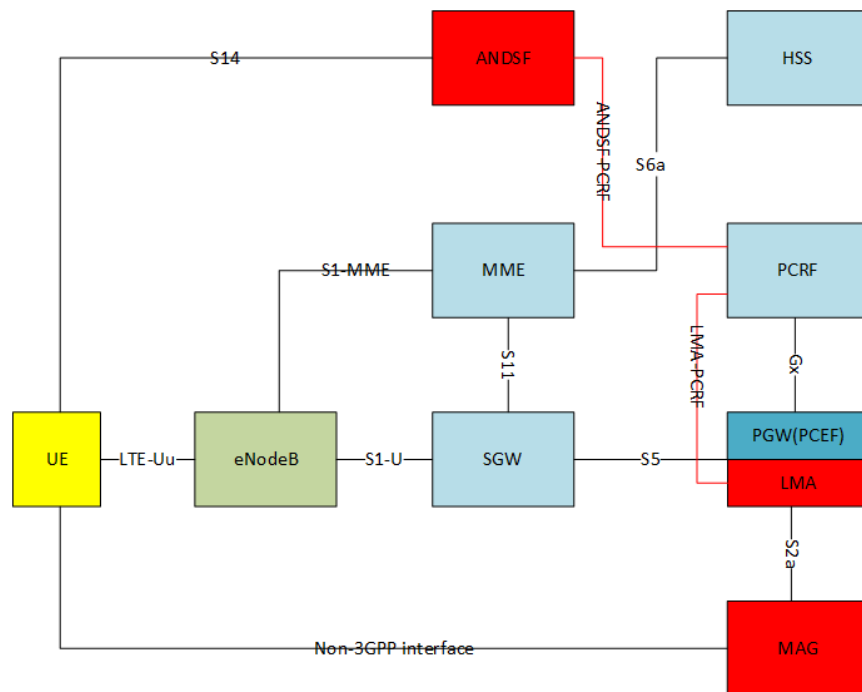 S14
ANDSF
HSS
ANDSF-PCRF
S6a
S1-MME
MME
PCRF
S11
LMA-PCRF
Gx
UE
LTE-Uu
eNodeB
S1-U
SGW
S5
PGW(PCEF)
LMA
S2a
Non-3GPP interface
MAG